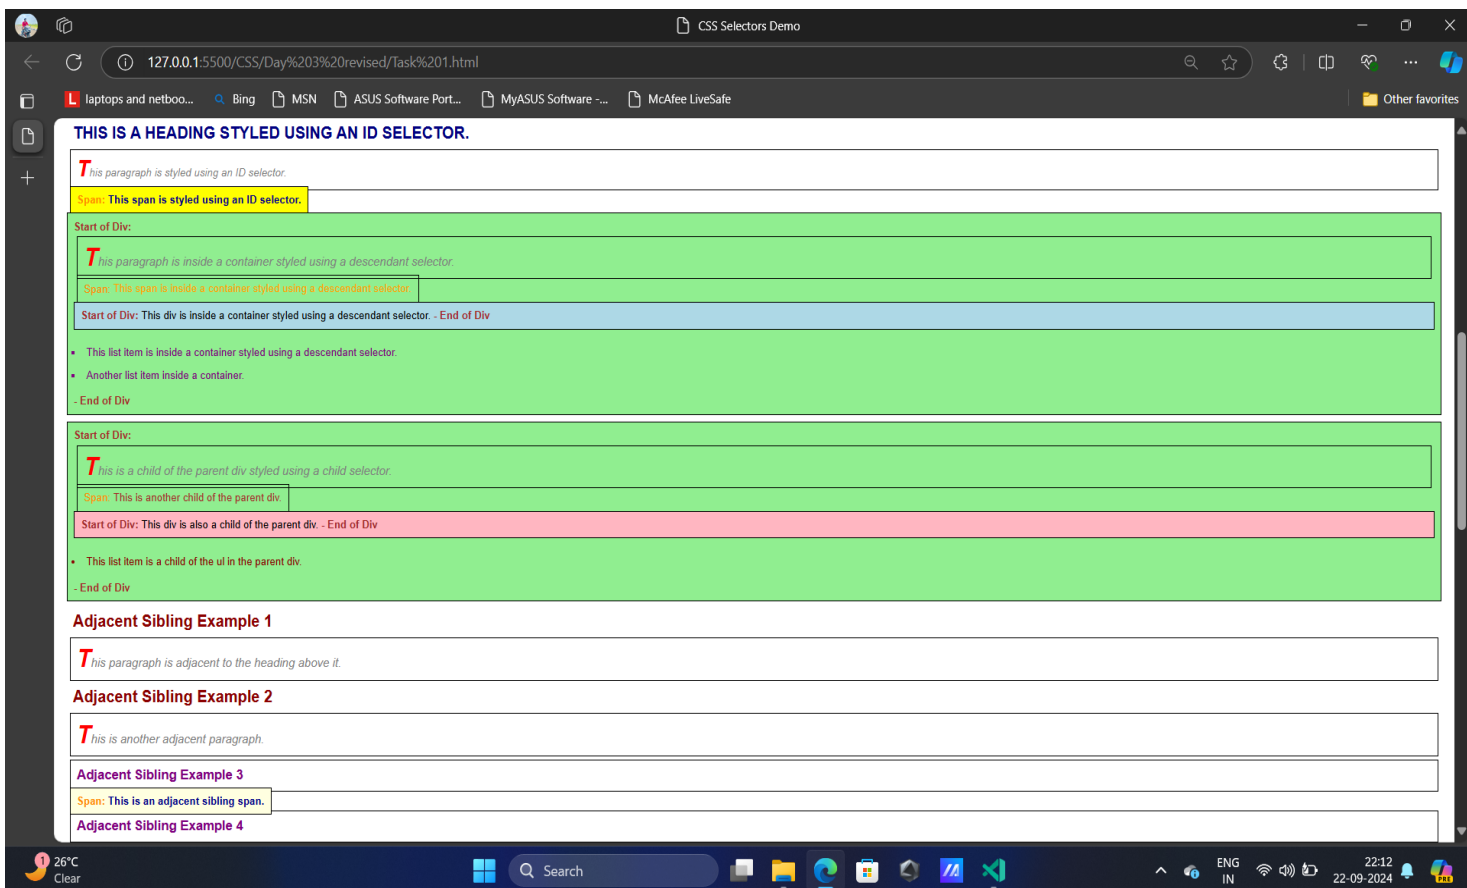 CSS Selectors Demo
127.0.0.1:5500/CSS/Day%203%20revised/Task%201.html
L laptops and netboo... Bing MSN ASUS Software Port... MyASUS Software -... McAfee LiveSafe Other favorites
THIS IS A HEADING STYLED USING AN ID SELECTOR.
This paragraph is styled using an ID selector.
Span: This span is styled using an ID selector.
Start of Div:
This paragraph is inside a container styled using a descendant selector.
Span: This span is inside a container styled using a descendant selector.
Start of Div: This div is inside a container styled using a descendant selector. - End of Div
This list item is inside a container styled using a descendant selector.
Another list item inside a container.
- End of Div
Start of Div:
This is a child of the parent div styled using a child selector.
Span: This is another child of the parent div.
Start of Div: This div is also a child of the parent div. - End of Div
This list item is a child of the ul in the parent div.
- End of Div
Adjacent Sibling Example 1
This paragraph is adjacent to the heading above it.
Adjacent Sibling Example 2
This is another adjacent paragraph.
Adjacent Sibling Example 3
Span: This is an adjacent sibling span.
Adjacent Sibling Example 4
1 26°C
Clear
Search
ENG
IN
22:12
22-09-2024
PRE